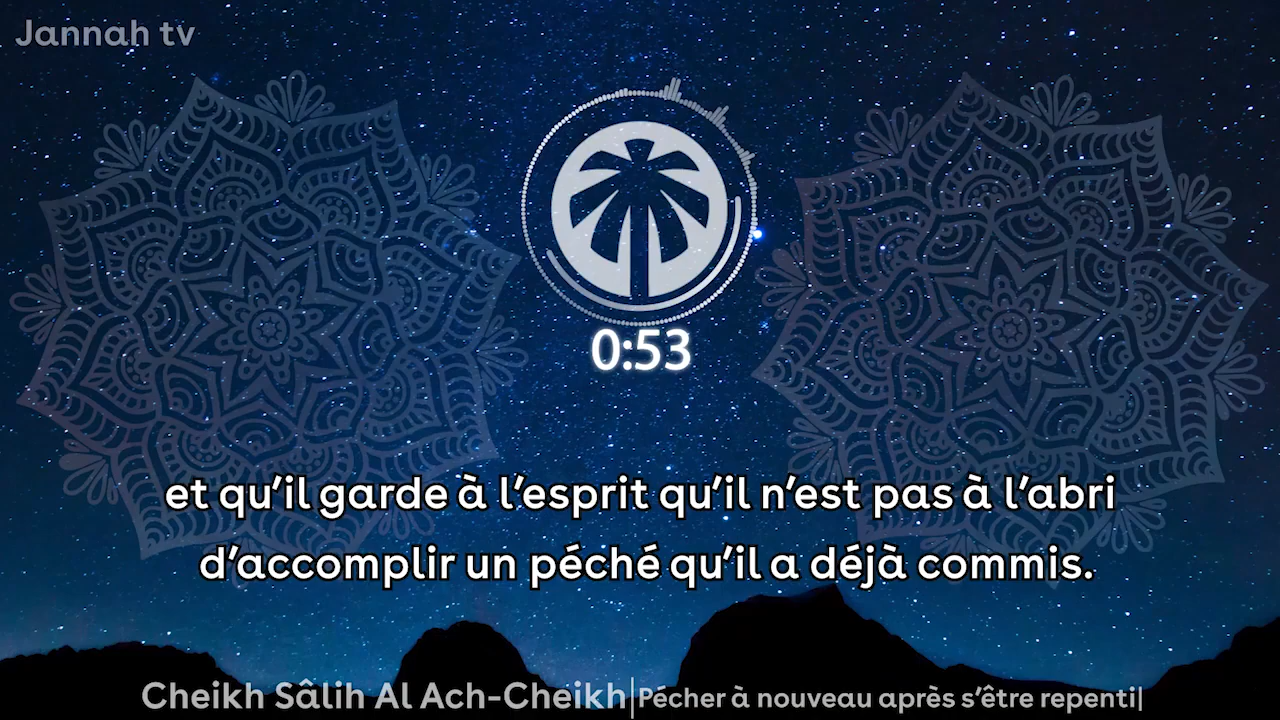 Jannah tv
0:53
et qu’il garde à l’esprit qu’il n’est pas à l’abri
d’accomplir un péché qu’il a déjà commis.
Cheikh Sâlih Al Ach-Cheikh|Pécher à nouveau après s’être repenti|